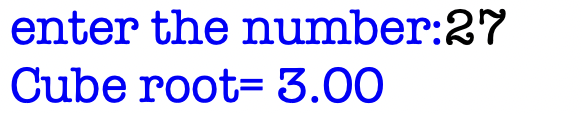 enter the number:27
Cube root= 3.00